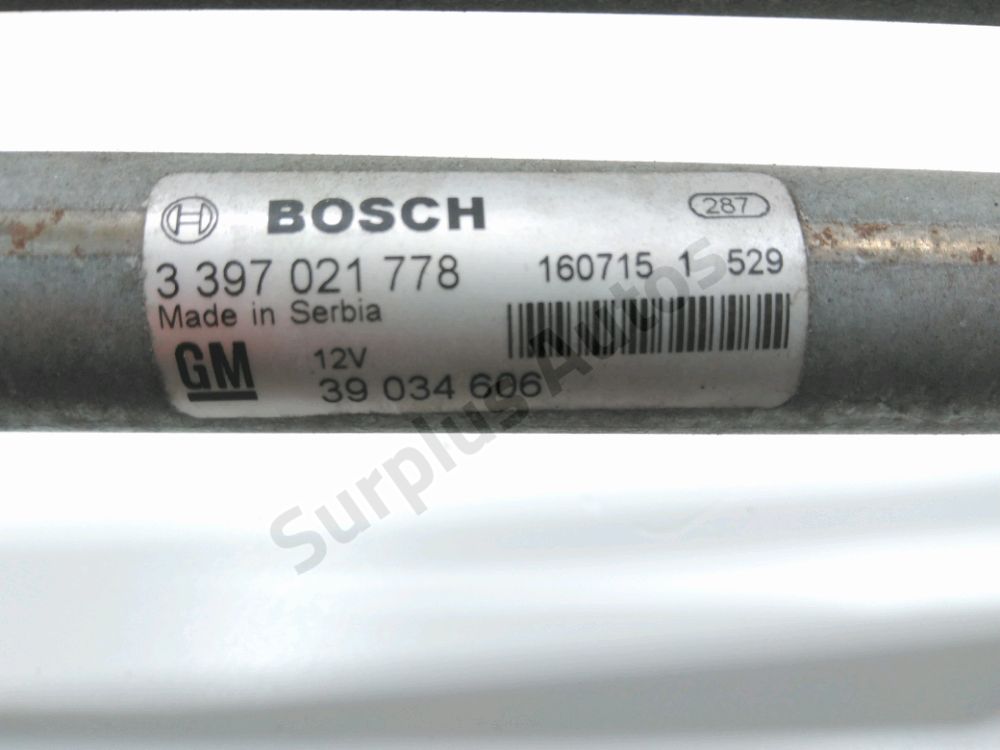 BOSCH 287
3 397 021 778 160715 1 529
Made in Serbia
GM 12V
39 034 606
Surplus Autos